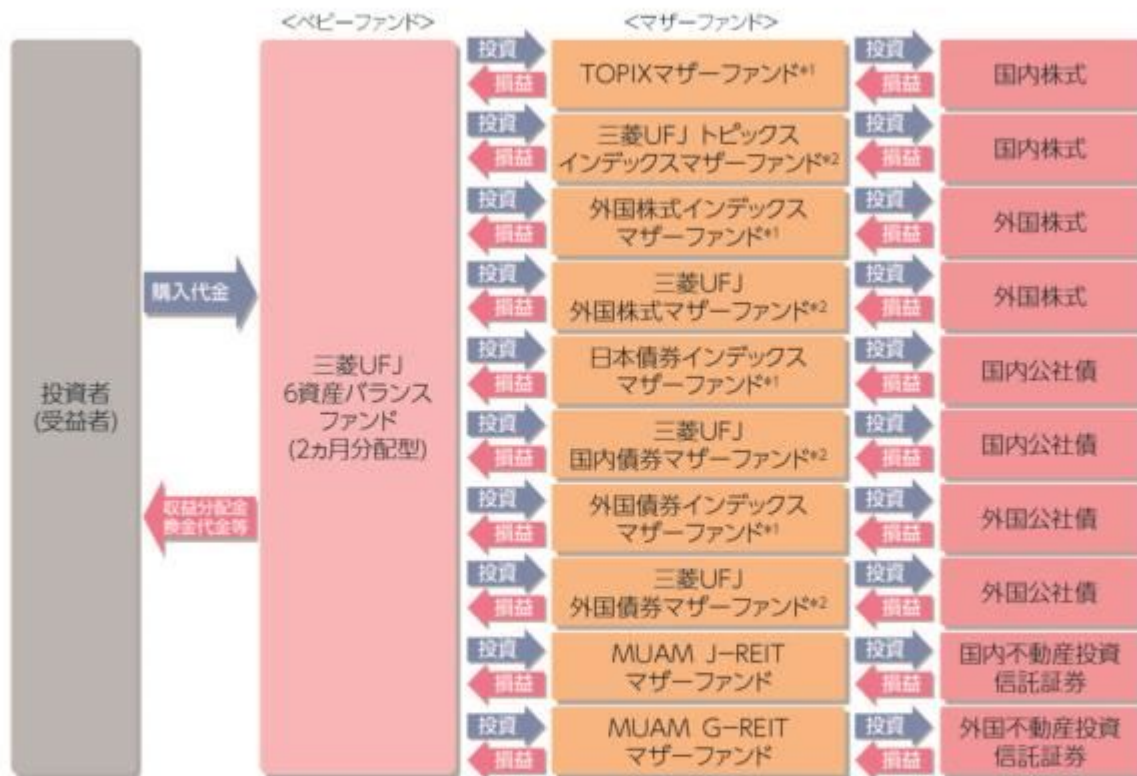 <ベビーファンド>
<マザーファンド>
投資者
(受益者)
購入代金
収益分配金
換金代金等
三菱UFJ
6資産バランス
ファンド
(2ヵ月分配型)
投資
損益
TOPIXマザーファンド*1
投資
損益
国内株式
投資
損益
三菱UFJ トピックス
インデックスマザーファンド*2
投資
損益
国内株式
投資
損益
外国株式インデックス
マザーファンド*1
投資
損益
外国株式
投資
損益
三菱UFJ
外国株式マザーファンド*2
投資
損益
外国株式
投資
損益
日本債券インデックス
マザーファンド*1
投資
損益
国内公社債
投資
損益
三菱UFJ
国内債券マザーファンド*2
投資
損益
国内公社債
投資
損益
外国債券インデックス
マザーファンド*1
投資
損益
外国公社債
投資
損益
三菱UFJ
外国債券マザーファンド*2
投資
損益
外国公社債
投資
損益
MUAM J-REIT
マザーファンド
投資
損益
国内不動産投資
信託証券
投資
損益
MUAM G-REIT
マザーファンド
投資
損益
外国不動産投資
信託証券